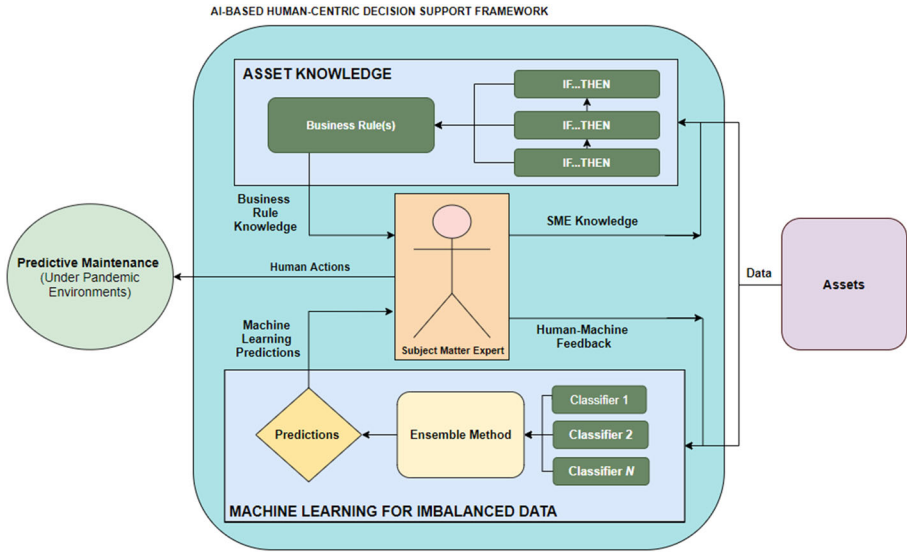 AI-BASED HUMAN-CENTRIC DECISION SUPPORT FRAMEWORK
ASSET KNOWLEDGE
IF...THEN
Business Rule(s)
IF...THEN
IF...THEN
Business
Rule
Knowledge
SME Knowledge
Predictive Maintenance
(Under Pandemic
Environments)
Human Actions
Data
Assets
Machine
Learning
Predictions
Human-Machine
Feedback
Subject Matter Expert
Predictions
Ensemble Method
Classifier 1
Classifier 2
Classifier N
MACHINE LEARNING FOR IMBALANCED DATA